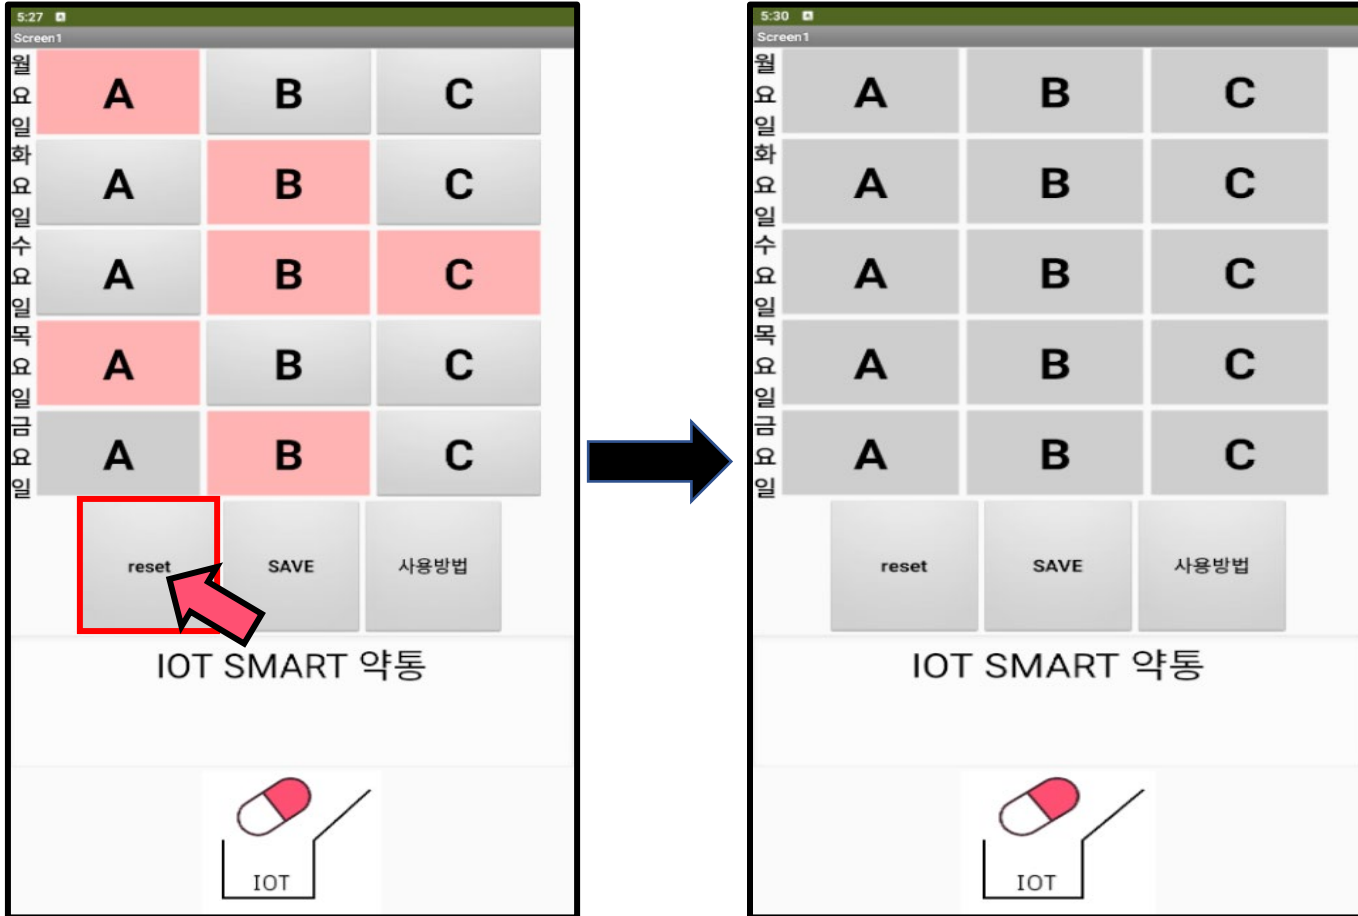 5:27
Screen1
월요일 A B C
화요일 A B C
수요일 A B C
목요일 A B C
금요일 A B C
reset SAVE 사용방법
IOT SMART 약통
IOT
5:30
Screen1
월요일 A B C
화요일 A B C
수요일 A B C
목요일 A B C
금요일 A B C
reset SAVE 사용방법
IOT SMART 약통
IOT